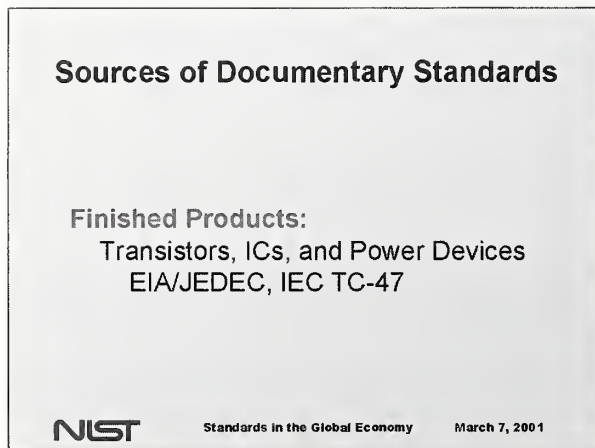 Sources of Documentary Standards
Finished Products:
Transistors, ICs, and Power Devices
EIA/JEDEC, IEC TC-47
NIST Standards in the Global Economy March 7, 2001